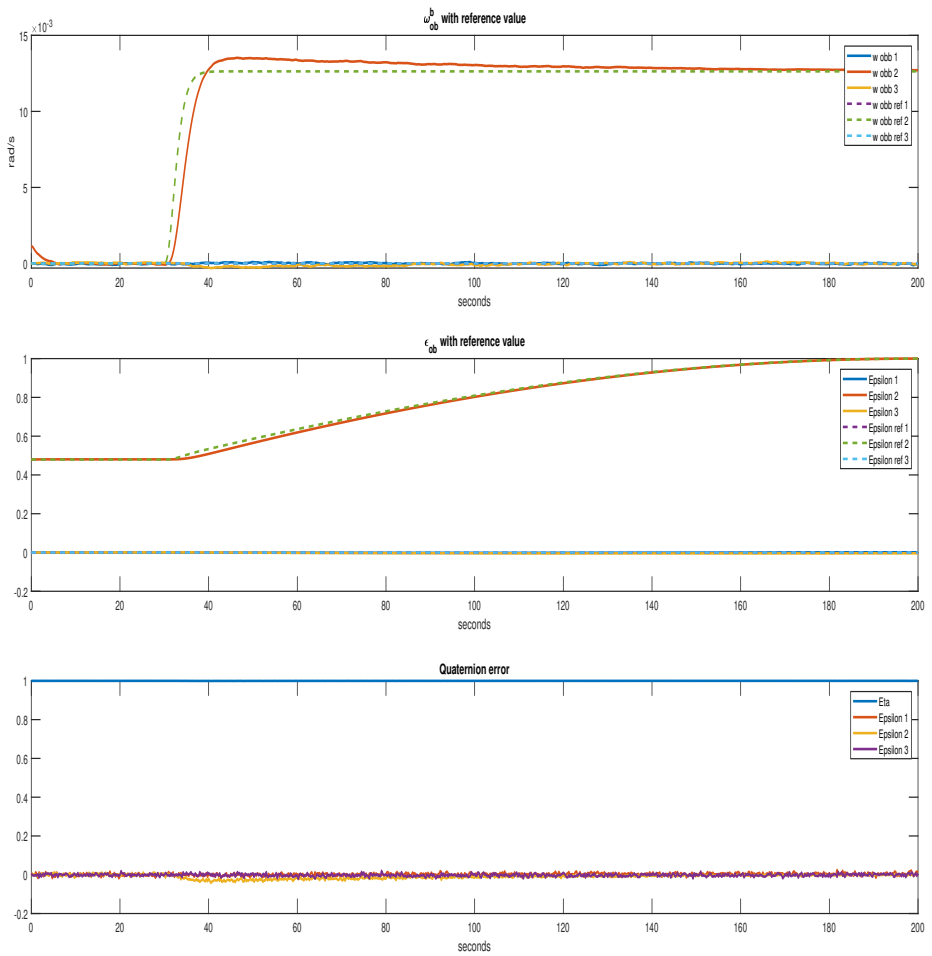 ω^b_ob with reference value
×10^-3
15
10
5
0
rad/s
0 20 40 60 80 100 120 140 160 180 200
seconds
w obb 1
w obb 2
w obb 3
w obb ref 1
w obb ref 2
w obb ref 3
ϵ_ob with reference value
1
0.8
0.6
0.4
0.2
0
-0.2
0 20 40 60 80 100 120 140 160 180 200
seconds
Epsilon 1
Epsilon 2
Epsilon 3
Epsilon ref 1
Epsilon ref 2
Epsilon ref 3
Quaternion error
1
0.8
0.6
0.4
0.2
0
-0.2
0 20 40 60 80 100 120 140 160 180 200
seconds
Eta
Epsilon 1
Epsilon 2
Epsilon 3